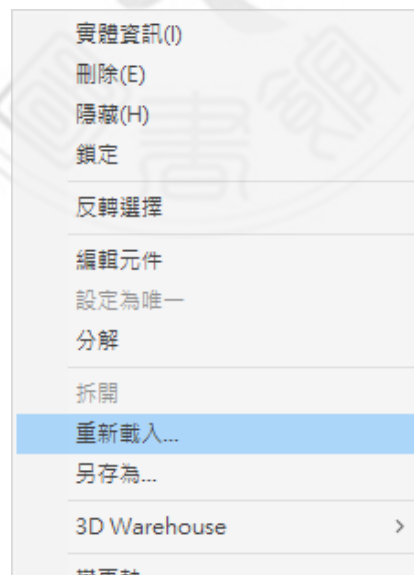 實體資訊(I)
刪除(E)
隱藏(H)
鎖定
反轉選擇
編輯元件
設定為唯一
分解
拆開
重新載入...
另存為...
3D Warehouse